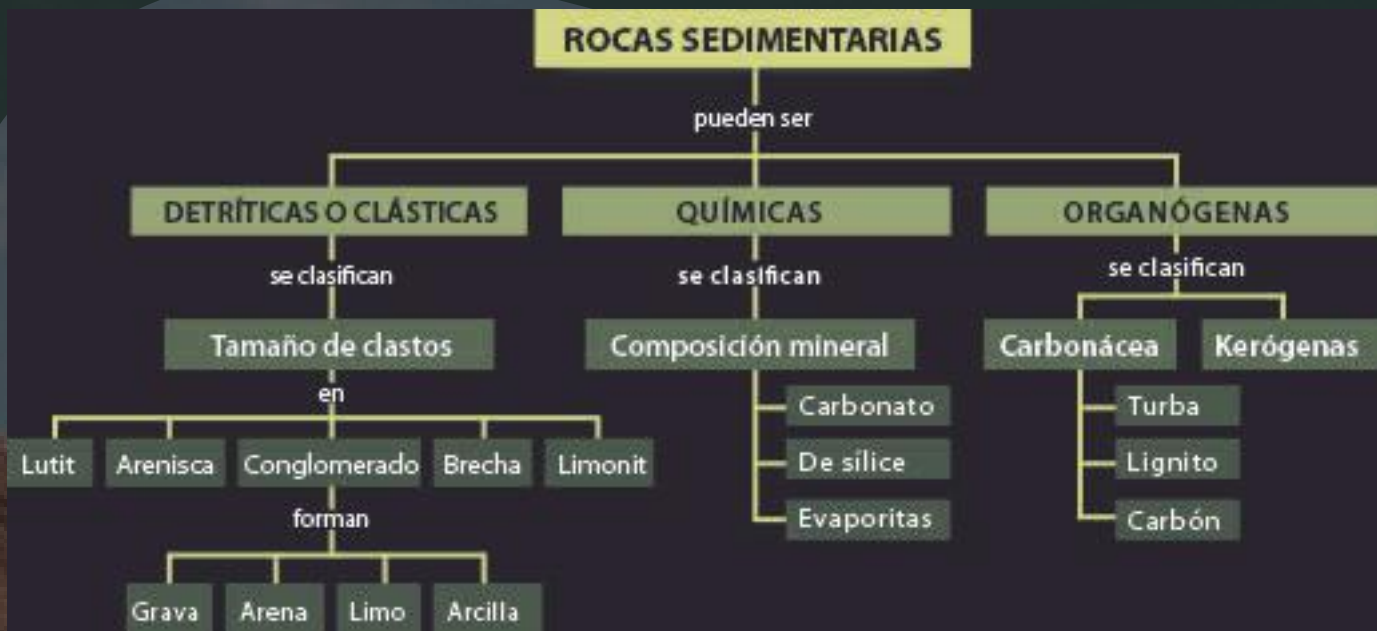 ROCAS SEDIMENTARIAS
pueden ser
DETRÍTICAS O CLÁSTICAS
QUÍMICAS
ORGANÓGENAS
se clasifican
se clasifican
se clasifican
Tamaño de clastos
Composición mineral
Carbonácea
Kerógenas
en
Carbonato
Turba
Lutit
Arenisca
Conglomerado
Brecha
Limonit
De sílice
Lignito
forman
Evaporitas
Carbón
Grava
Arena
Limo
Arcilla